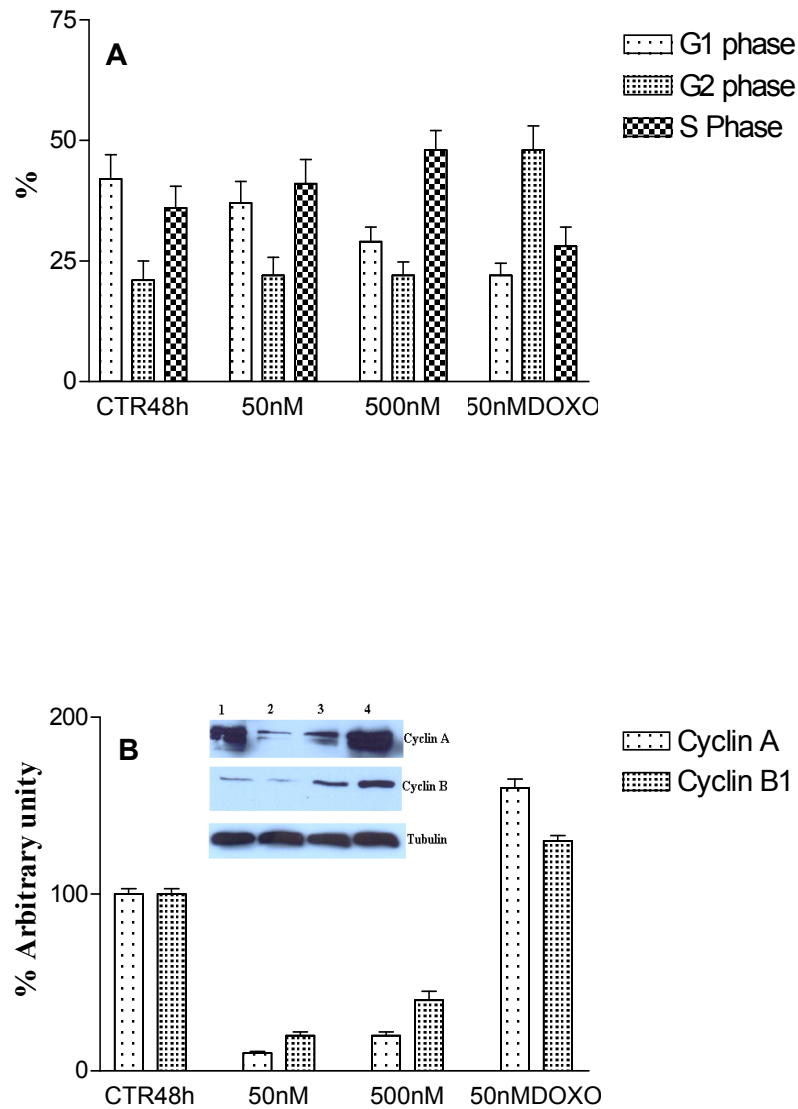 75
50
25
0
%
A
G1 phase
G2 phase
S Phase
CTR48h 50nM 500nM 50nMDOXO
200
100
0
% Arbitrary unity
B
1 2 3 4
Cyclin A
Cyclin B
Tubulin
Cyclin A
Cyclin B1
CTR48h 50nM 500nM 50nMDOXO